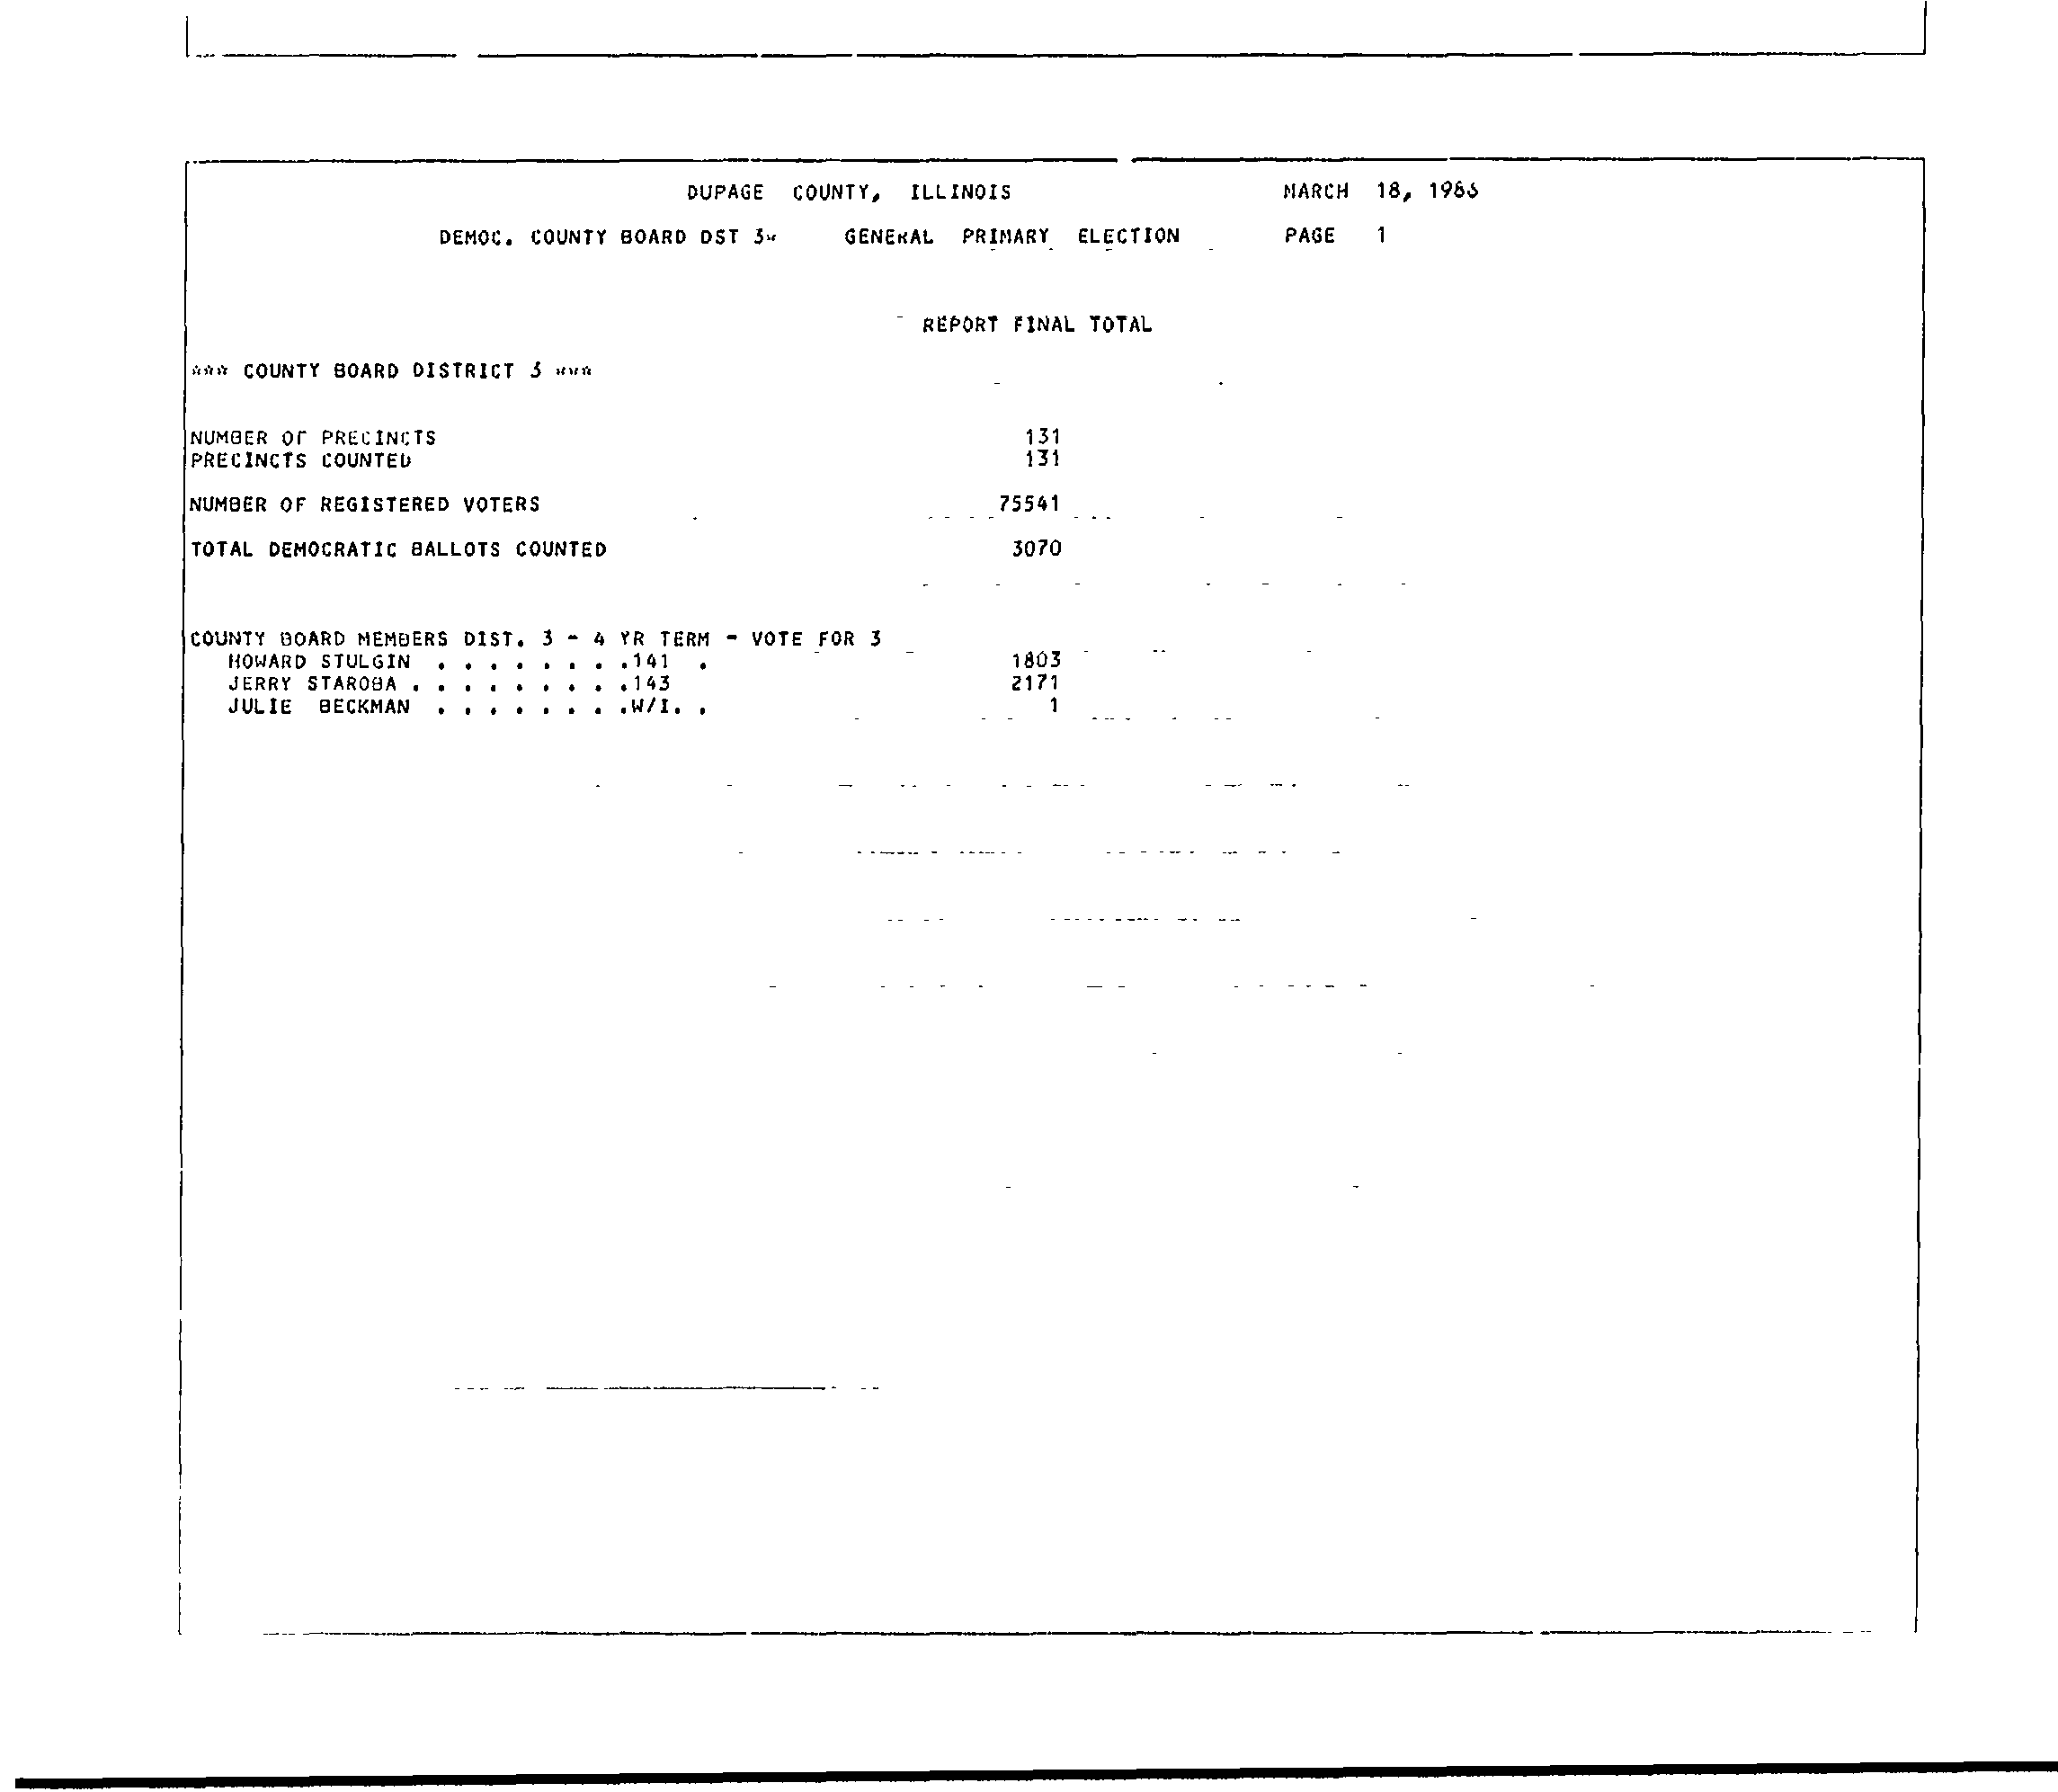 DUPAGE COUNTY, ILLINOIS MARCH 18, 1986
DEMOC. COUNTY BOARD DST 3* GENERAL PRIMARY ELECTION PAGE 1
REPORT FINAL TOTAL
*** COUNTY BOARD DISTRICT 3 ***
NUMBER OF PRECINCTS 131
PRECINCTS COUNTED 131
NUMBER OF REGISTERED VOTERS 75541
TOTAL DEMOCRATIC BALLOTS COUNTED 3070
COUNTY BOARD MEMBERS DIST. 3 - 4 YR TERM - VOTE FOR 3
HOWARD STULGIN . . . . . . . .141 . 1803
JERRY STAROBA . . . . . . . . .143 2171
JULIE BECKMAN . . . . . . . .W/I. . 1